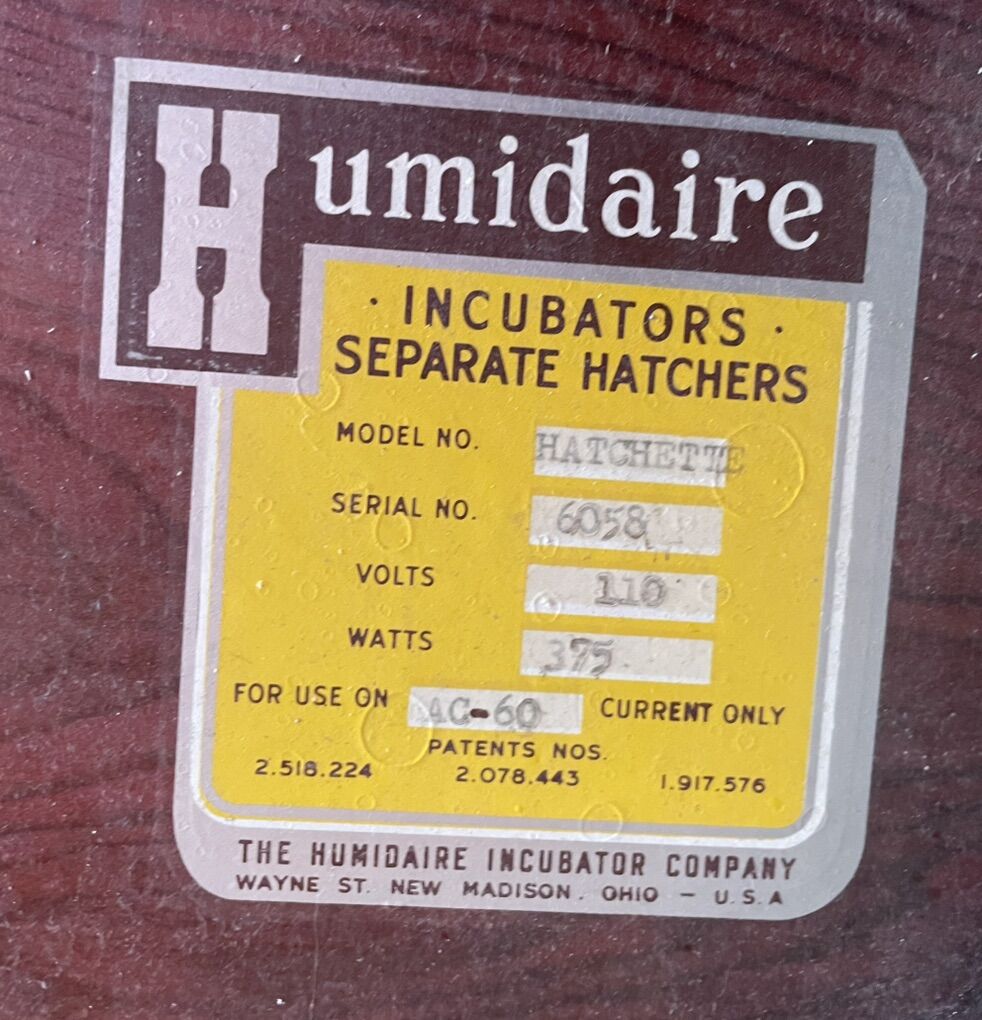 Humidaire
· INCUBATORS ·
SEPARATE HATCHERS
MODEL NO. HATCHETTE
SERIAL NO. 6058
VOLTS 110
WATTS 375
FOR USE ON AC-60 CURRENT ONLY
PATENTS NOS.
2.518.224 2.078.443 1.917.576
THE HUMIDAIRE INCUBATOR COMPANY
WAYNE ST. NEW MADISON. OHIO - U.S.A